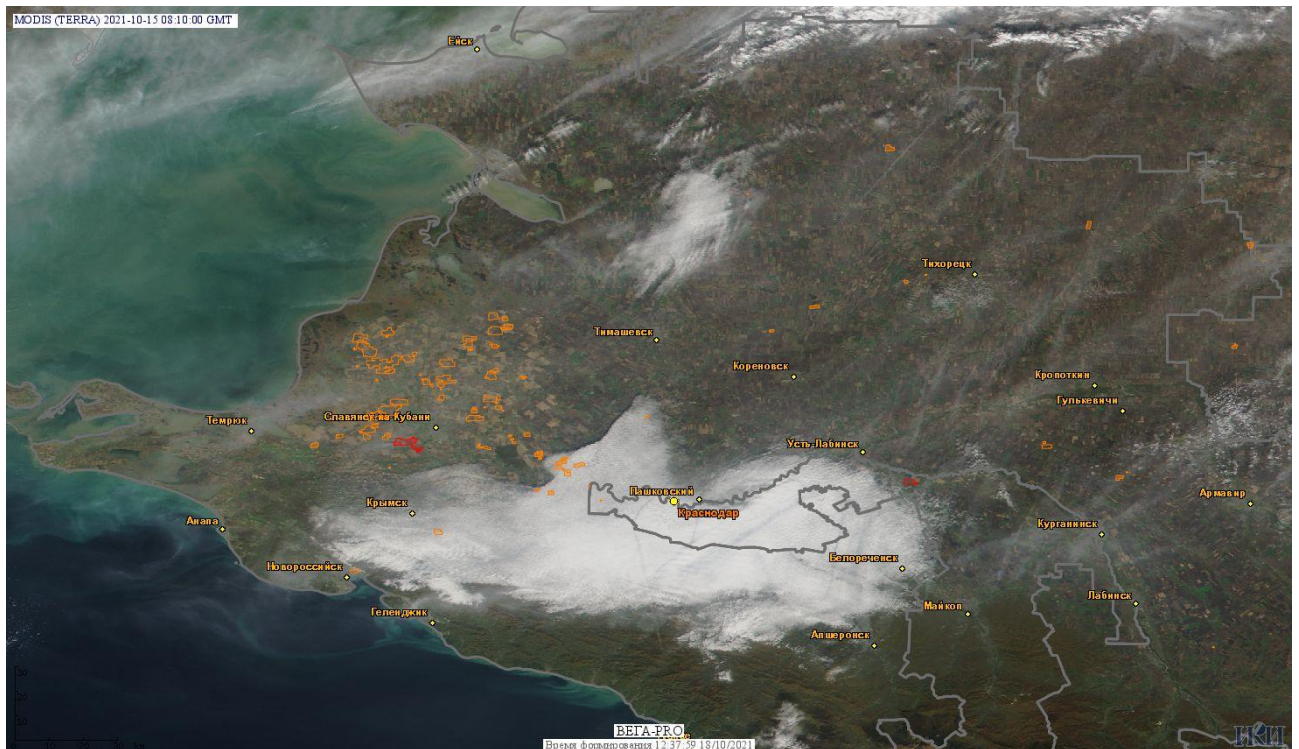 MODIS (TERRA) 2021-10-15 08:10:00 GMT
Ейск
Тихорецк
Тимашевск
Кореновск
Кропоткин
Гулькевичи
Темрюк
Славянск-на-Кубани
Усть-Лабинск
Пашковский
Краснодар
Армавир
Крымск
Анапа
Курганинск
Белореченск
Новороссийск
Лабинск
Майкоп
Геленджик
Апшеронск
ВЕГА-PRO
ИКИ
Время формирования 12:37:59 18/10/2021